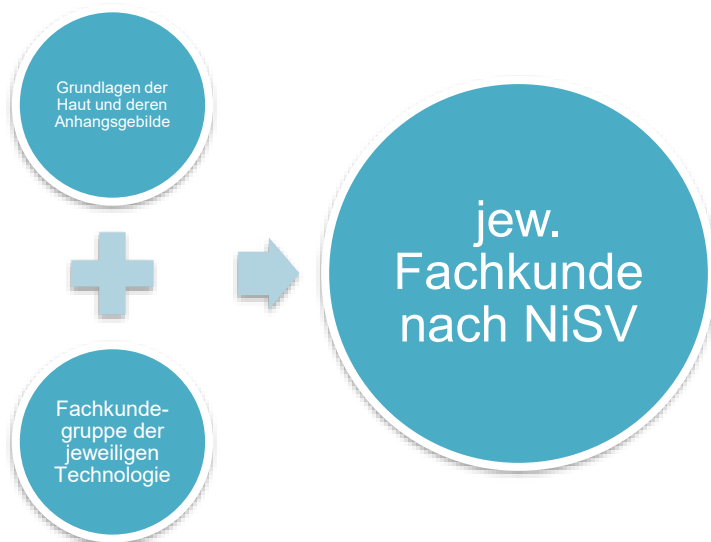 Grundlagen der
Haut und deren
Anhangsgebilde
Fachkunde-
gruppe der
jeweiligen
Technologie
jew.
Fachkunde
nach NiSV